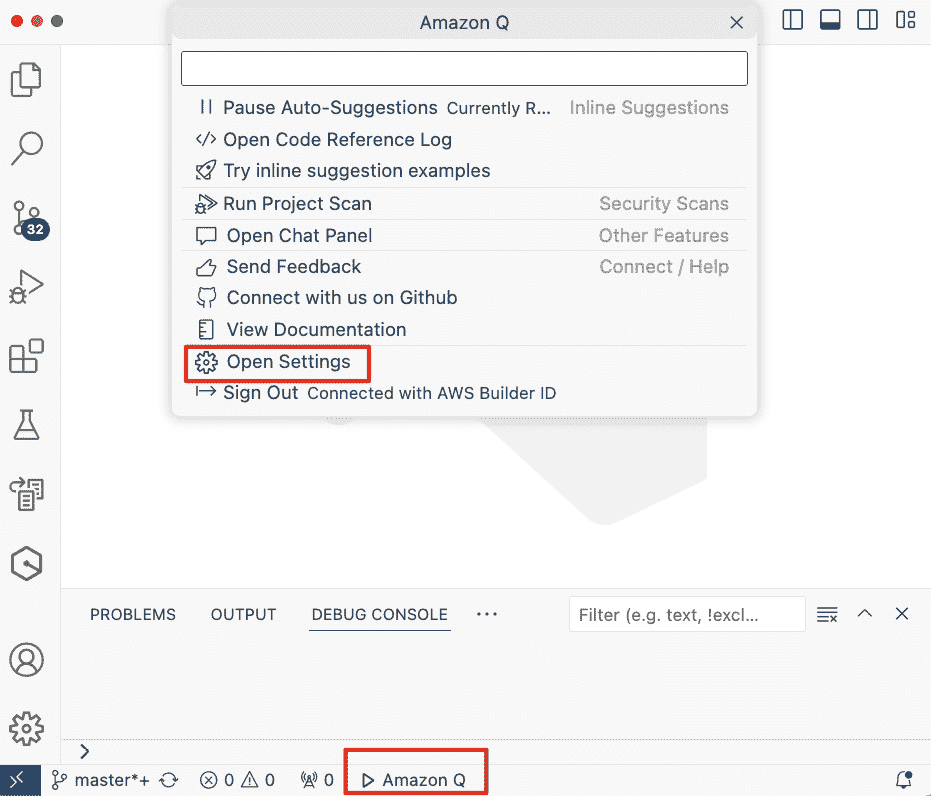 Amazon Q
Pause Auto-Suggestions Currently R... Inline Suggestions
Open Code Reference Log
Try inline suggestion examples
Run Project Scan Security Scans
Open Chat Panel Other Features
Send Feedback Connect / Help
Connect with us on Github
View Documentation
Open Settings
Sign Out Connected with AWS Builder ID
32
PROBLEMS OUTPUT DEBUG CONSOLE ... Filter (e.g. text, !excl...
master*+ 0 0 0 Amazon Q